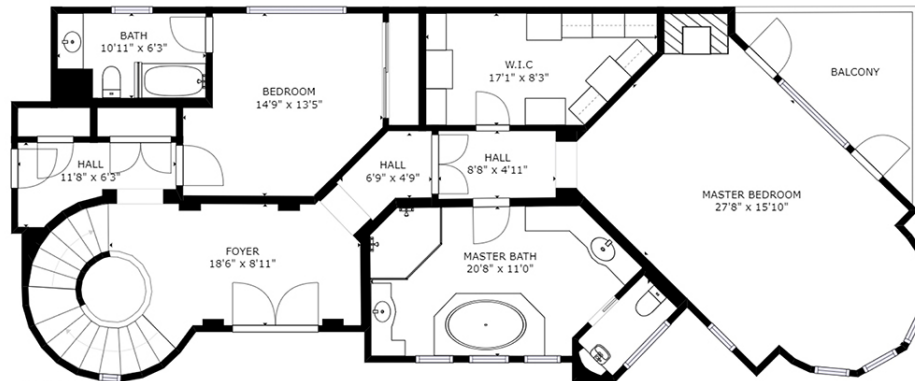 BATH
10'11" x 6'3"
BEDROOM
14'9" x 13'5"
W.I.C
17'1" x 8'3"
BALCONY
HALL
11'8" x 6'3"
HALL
6'9" x 4'9"
HALL
8'8" x 4'11"
MASTER BEDROOM
27'8" x 15'10"
FOYER
18'6" x 8'11"
MASTER BATH
20'8" x 11'0"